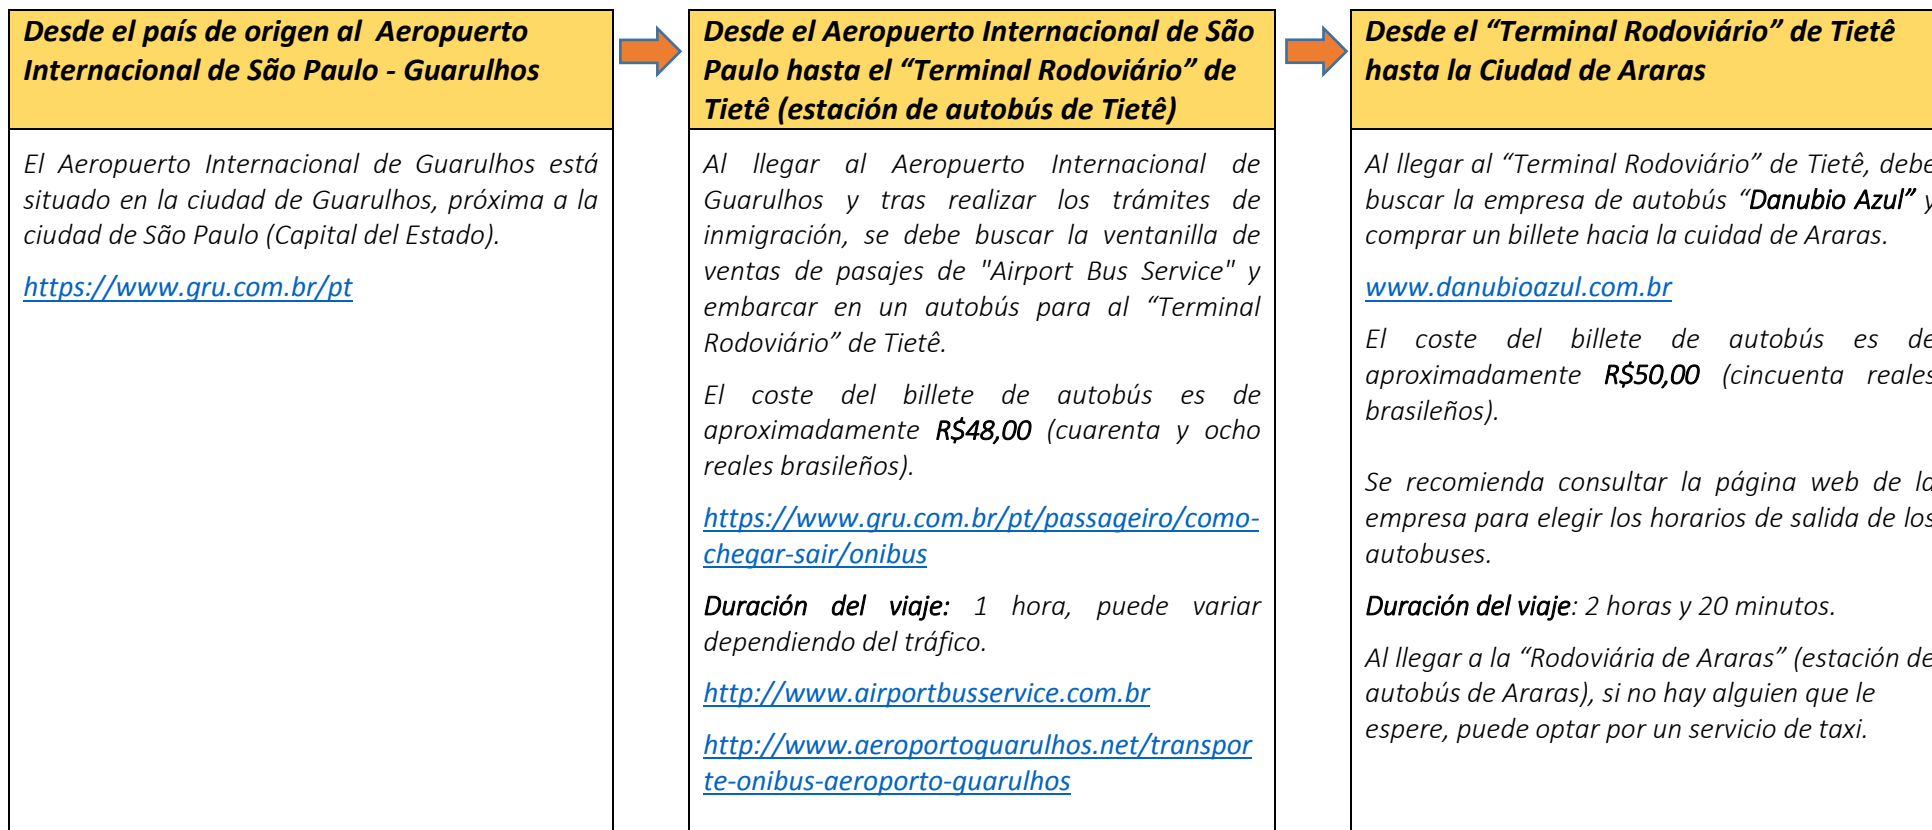 Desde el país de origen al  Aeropuerto
Internacional de São Paulo - Guarulhos
El Aeropuerto Internacional de Guarulhos está
situado en la ciudad de Guarulhos, próxima a la
ciudad de São Paulo (Capital del Estado).
https://www.gru.com.br/pt
Desde el Aeropuerto Internacional de São
Paulo hasta el “Terminal Rodoviário” de
Tietê (estación de autobús de Tietê)
Al llegar al Aeropuerto Internacional de
Guarulhos y tras realizar los trámites de
inmigración, se debe buscar la ventanilla de
ventas de pasajes de "Airport Bus Service" y
embarcar en un autobús para al “Terminal
Rodoviário” de Tietê.
El coste del billete de autobús es de
aproximadamente R$48,00 (cuarenta y ocho
reales brasileños).
https://www.gru.com.br/pt/passageiro/como-
chegar-sair/onibus
Duración del viaje: 1 hora, puede variar
dependiendo del tráfico.
http://www.airportbusservice.com.br
http://www.aeroportoguarulhos.net/transpor
te-onibus-aeroporto-guarulhos
Desde el “Terminal Rodoviário” de Tietê
hasta la Ciudad de Araras
Al llegar al “Terminal Rodoviário” de Tietê, debe
buscar la empresa de autobús “Danubio Azul” y
comprar un billete hacia la cuidad de Araras.
www.danubioazul.com.br
El coste del billete de autobús es de
aproximadamente R$50,00 (cincuenta reales
brasileños).
Se recomienda consultar la página web de la
empresa para elegir los horarios de salida de los
autobuses.
Duración del viaje: 2 horas y 20 minutos.
Al llegar a la “Rodoviária de Araras” (estación de
autobús de Araras), si no hay alguien que le
espere, puede optar por un servicio de taxi.